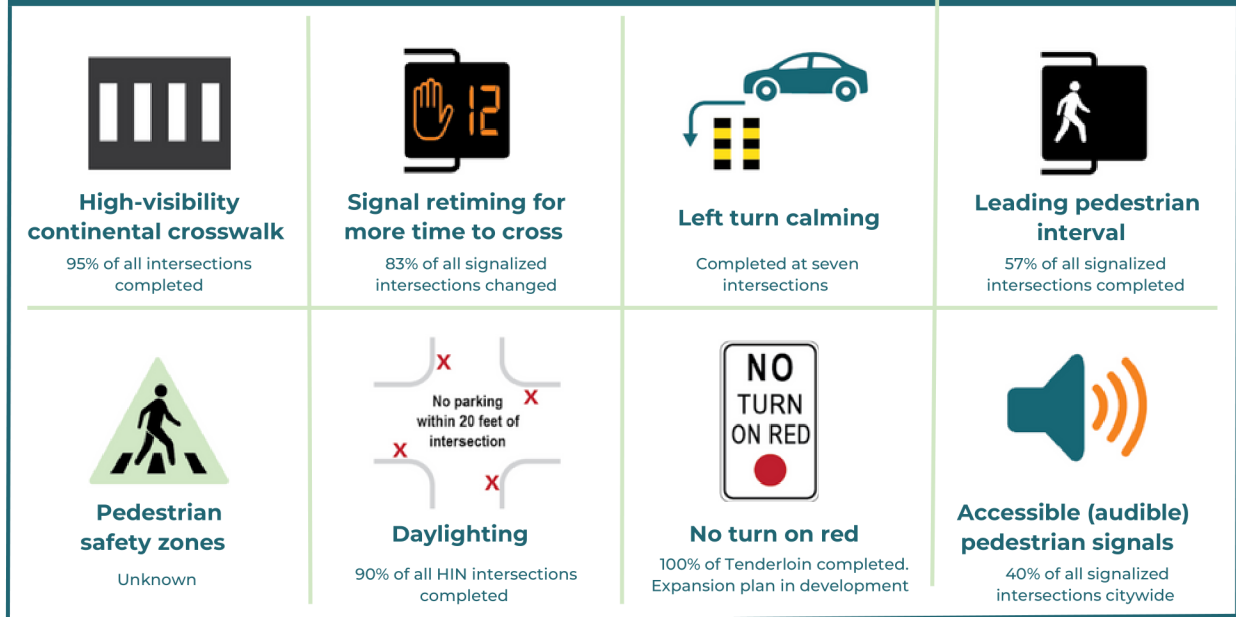 12
High-visibility
continental crosswalk
95% of all intersections
completed
Signal retiming for
more time to cross
83% of all signalized
intersections changed
Left turn calming
Completed at seven
intersections
Leading pedestrian
interval
57% of all signalized
intersections completed
Pedestrian
safety zones
Unknown
X
X
No parking
within 20 feet of
intersection
X
X
Daylighting
90% of all HIN intersections
completed
NO
TURN
ON RED
No turn on red
100% of Tenderloin completed.
Expansion plan in development
Accessible (audible)
pedestrian signals
40% of all signalized
intersections citywide